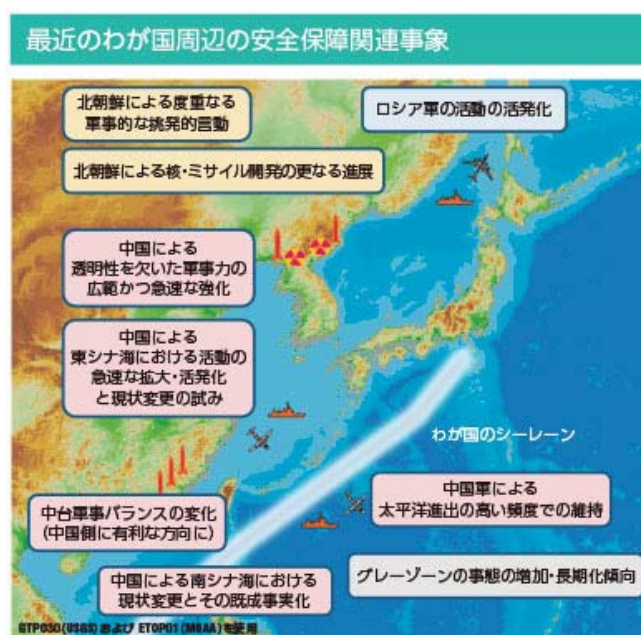 最近のわが国周辺の安全保障関連事象
北朝鮮による度重なる
軍事的な挑発的言動
ロシア軍の活動の活発化
北朝鮮による核・ミサイル開発の更なる進展
中国による
透明性を欠いた軍事力の
広範かつ急速な強化
中国による
東シナ海における活動の
急速な拡大・活発化
と現状変更の試み
わが国のシーレーン
中国軍による
太平洋進出の高い頻度での維持
中台軍事バランスの変化
(中国側に有利な方向に)
グレーゾーンの事態の増加・長期化傾向
中国による南シナ海における
現状変更とその既成事実化
GTPO30(USGS)および ETOPO1(MOAA)を使用